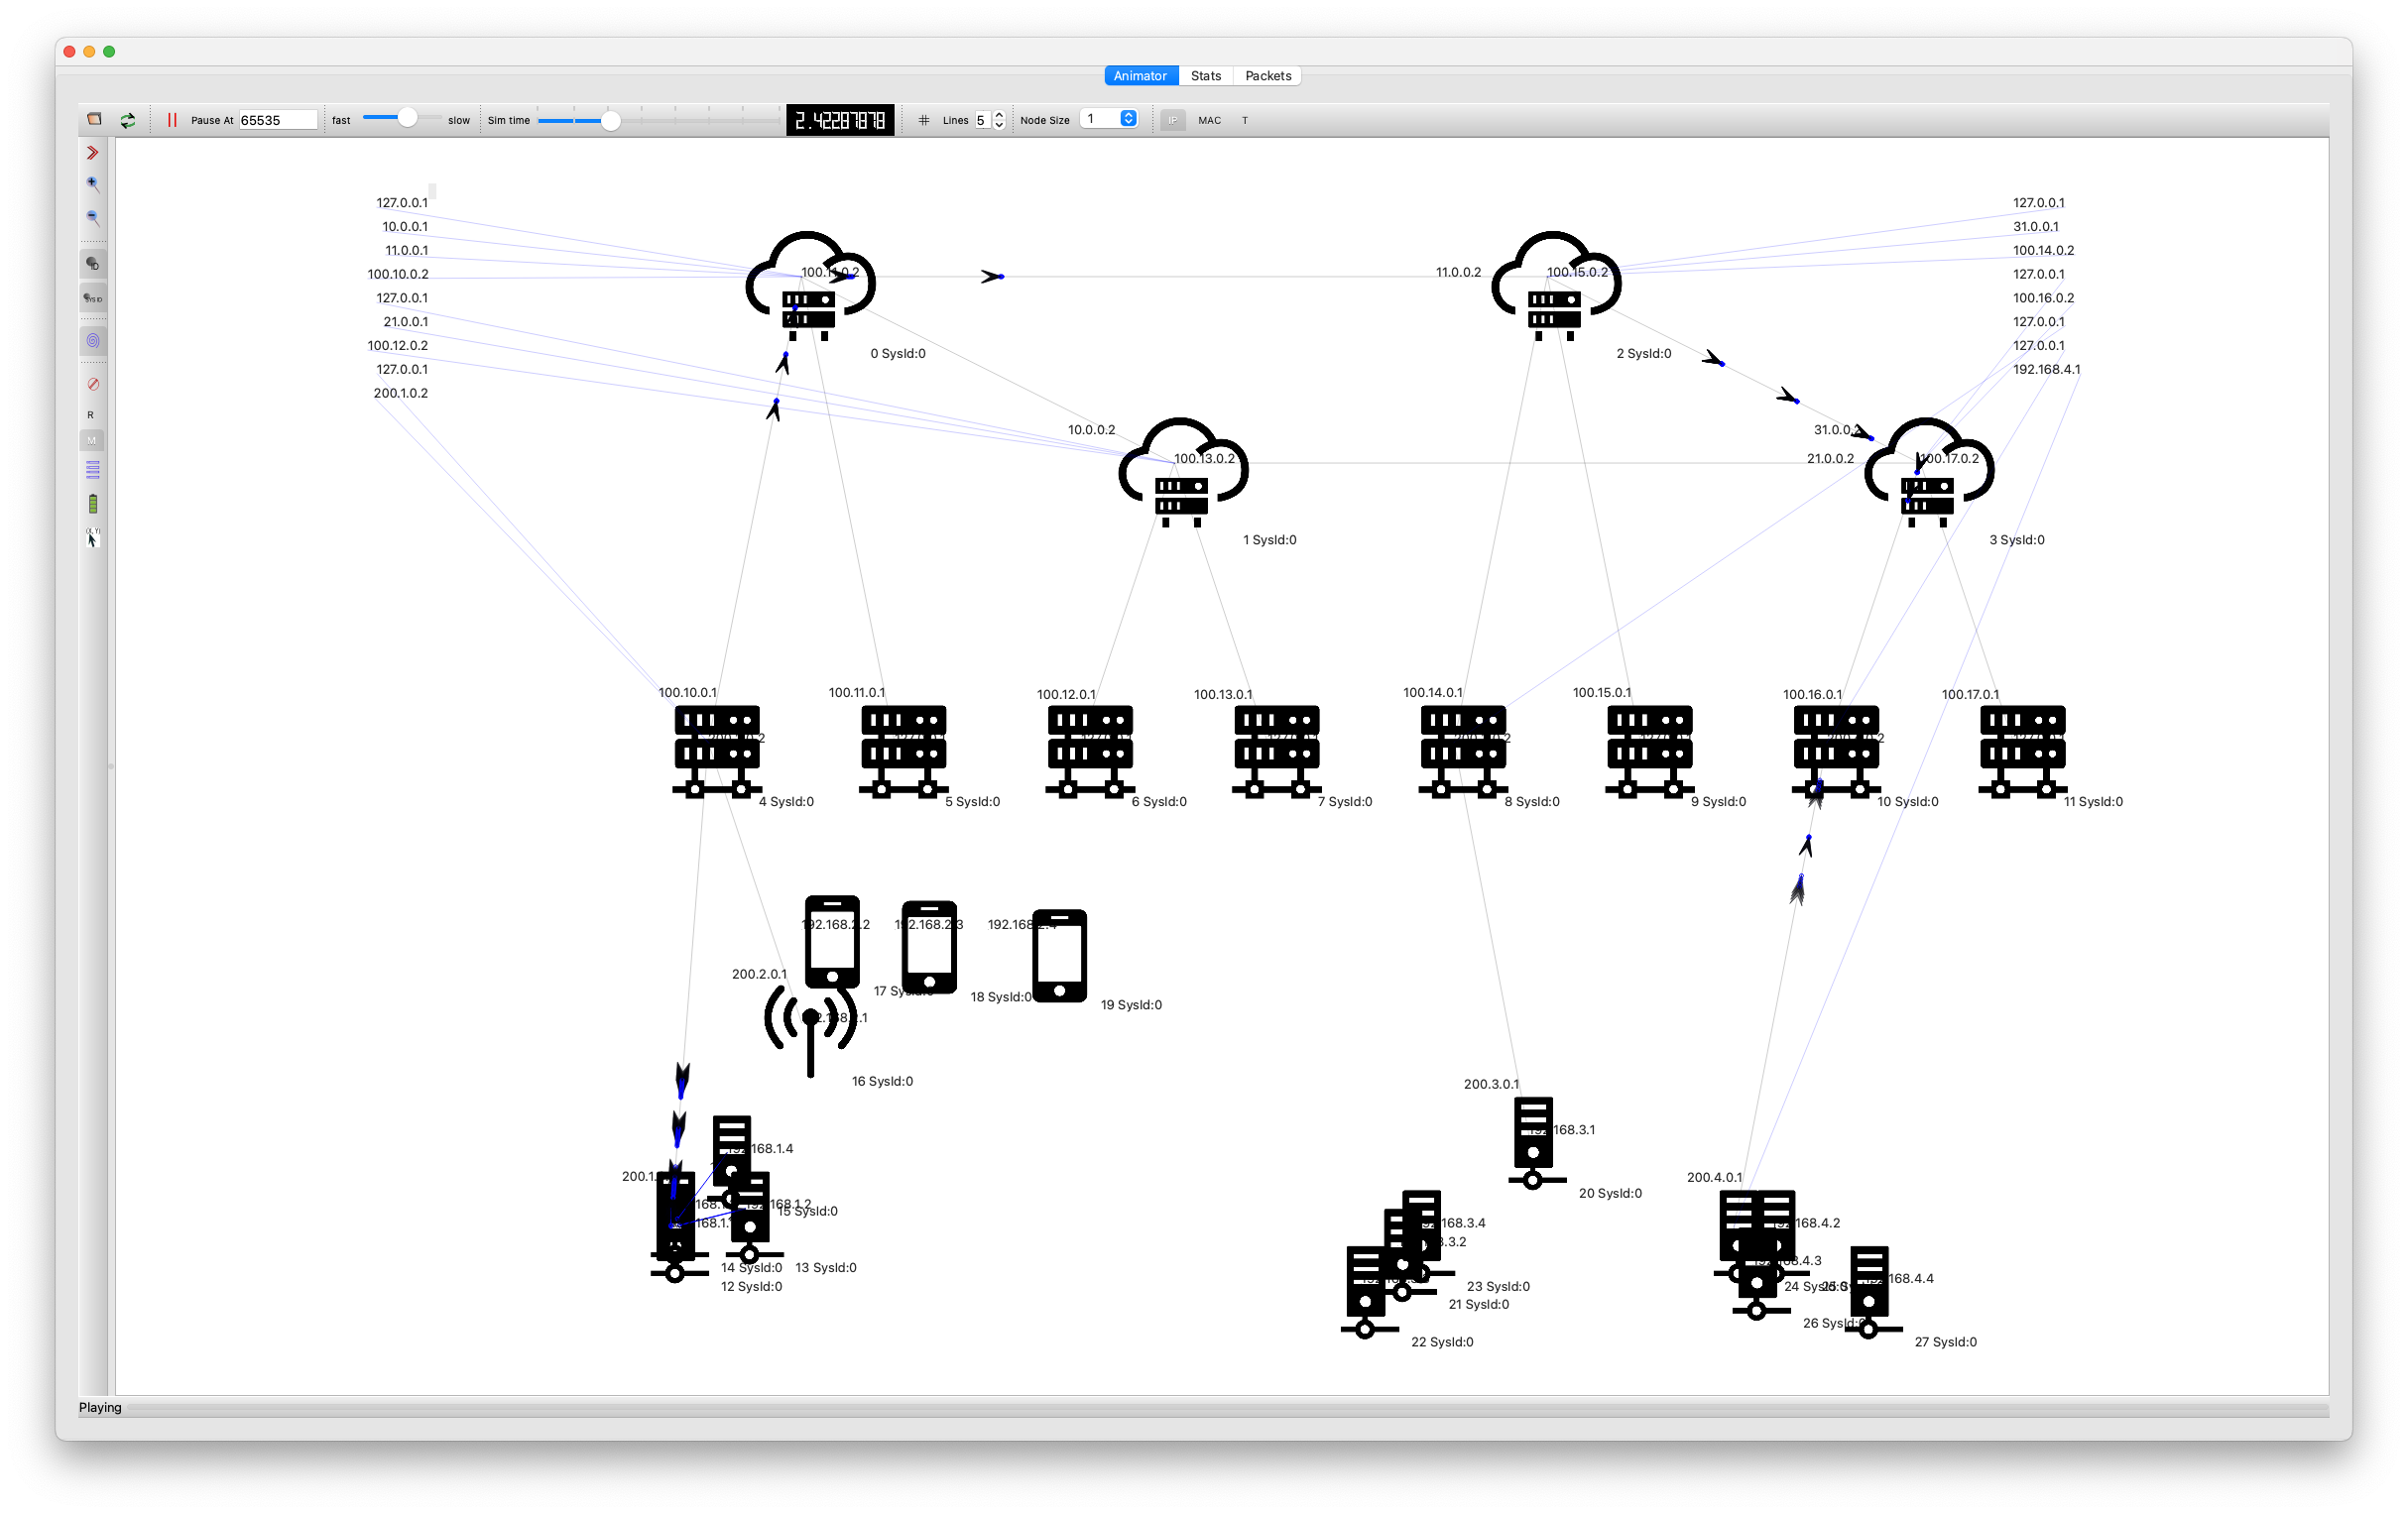 Animator Stats Packets
Pause At 65535 fast slow Sim time 2.42287878 Lines 5 Node Size 1 IP MAC T
127.0.0.1
10.0.0.1
11.0.0.1
100.10.0.2
127.0.0.1
21.0.0.1
100.12.0.2
127.0.0.1
200.1.0.2
127.0.0.1
31.0.0.1
100.14.0.2
127.0.0.1
100.16.0.2
127.0.0.1
127.0.0.1
192.168.4.1
SYS ID
R
M
100.11.0.2
11.0.0.2
100.15.0.2
0 SysId:0
2 SysId:0
10.0.0.2
31.0.0.2
100.13.0.2
21.0.0.2
100.17.0.2
1 SysId:0
3 SysId:0
100.10.0.1
100.11.0.1
100.12.0.1
100.13.0.1
100.14.0.1
100.15.0.1
100.16.0.1
100.17.0.1
4 SysId:0
5 SysId:0
6 SysId:0
7 SysId:0
8 SysId:0
9 SysId:0
10 SysId:0
11 SysId:0
192.168.2.2
192.168.2.3
192.168.2.4
200.2.0.1
17 SysId:0
18 SysId:0
19 SysId:0
192.168.2.1
16 SysId:0
200.3.0.1
192.168.3.1
192.168.1.4
200.4.0.1
20 SysId:0
192.168.1.2
15 SysId:0
192.168.3.4
192.168.4.2
192.168.4.3
192.168.4.4
14 SysId:0
13 SysId:0
12 SysId:0
23 SysId:0
24 SysId:0
21 SysId:0
26 SysId:0
22 SysId:0
27 SysId:0
Playing